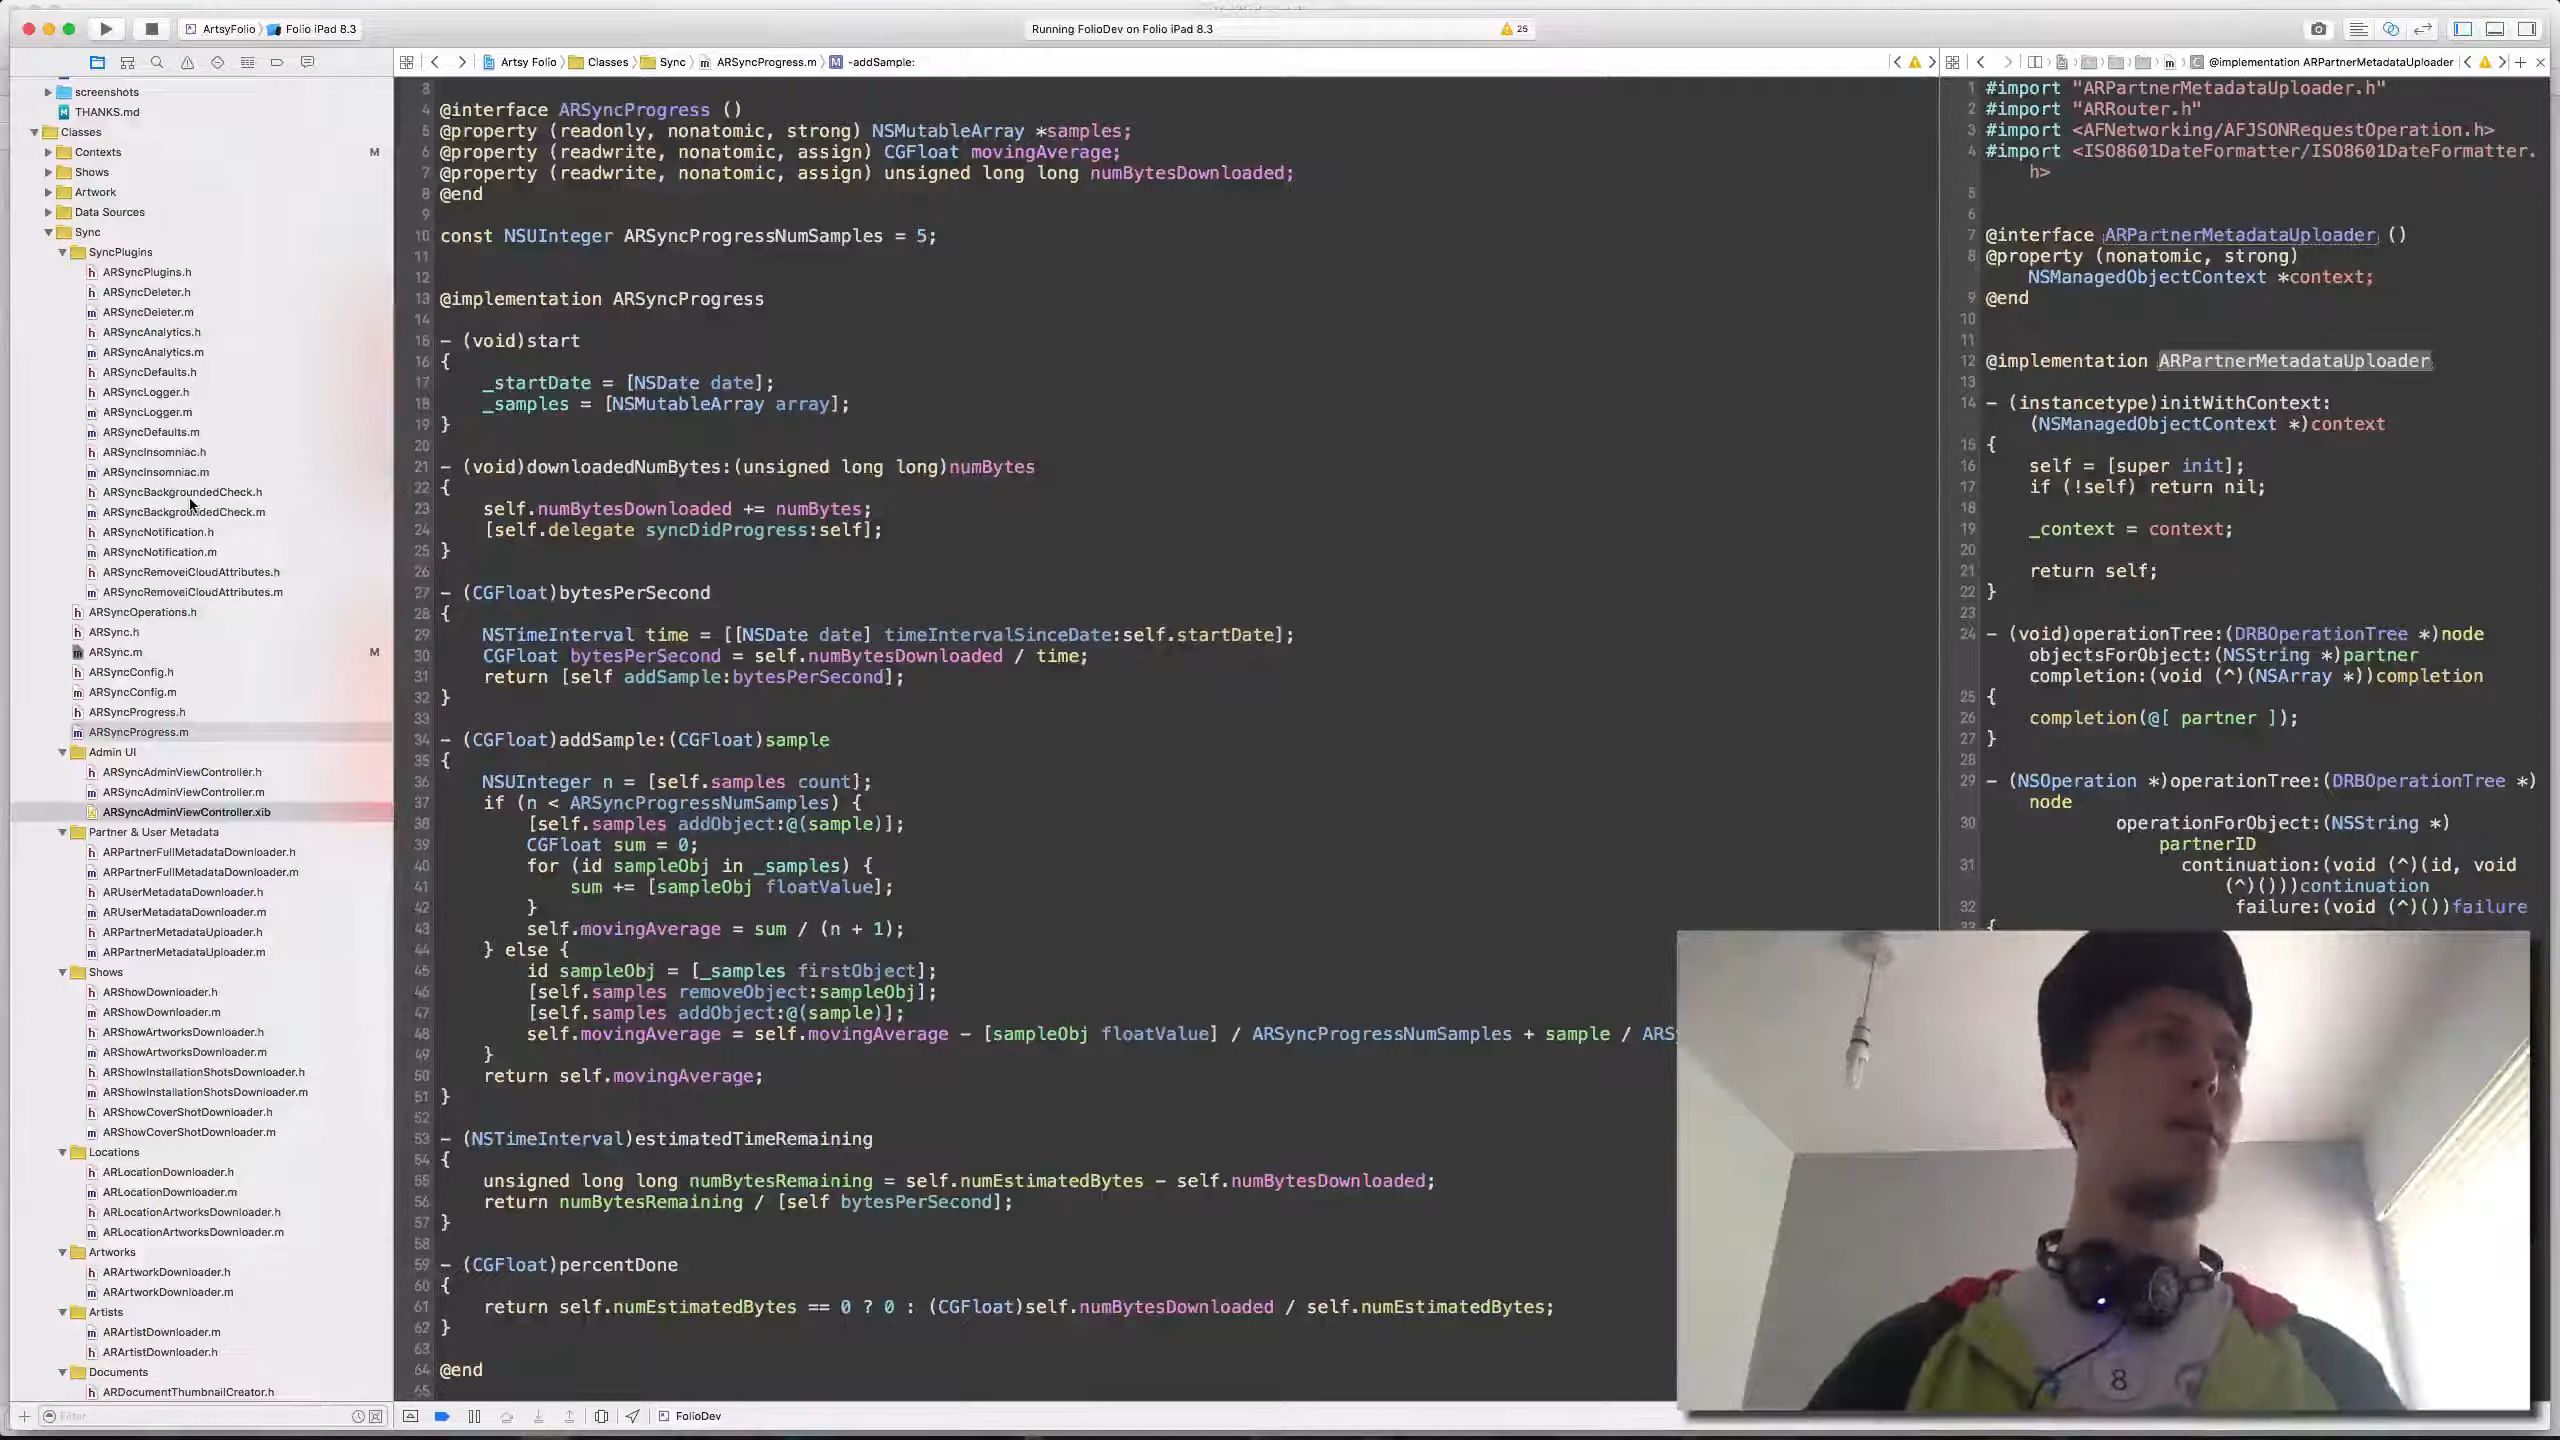 ArtsyFolio Folio iPad 8.3
Running FolioDev on Folio iPad 8.3
25
Artsy Folio Classes Sync ARSyncProgress.m M -addSample:
@implementation ARPartnerMetadataUploader
screenshots
THANKS.md
Classes
Contexts M
Shows
Artwork
Data Sources
Sync
SyncPlugins
ARSyncPlugins.h
ARSyncDeleter.h
ARSyncDeleter.m
ARSyncAnalytics.h
ARSyncAnalytics.m
ARSyncDefaults.h
ARSyncLogger.h
ARSyncLogger.m
ARSyncDefaults.m
ARSyncInsomniac.h
ARSyncInsomniac.m
ARSyncBackgroundedCheck.h
ARSyncBackgroundedCheck.m
ARSyncNotification.h
ARSyncNotification.m
ARSyncRemoveiCloudAttributes.h
ARSyncRemoveiCloudAttributes.m
ARSyncOperations.h
ARSync.h
ARSync.m M
ARSyncConfig.h
ARSyncConfig.m
ARSyncProgress.h
ARSyncProgress.m
Admin UI
ARSyncAdminViewController.h
ARSyncAdminViewController.m
ARSyncAdminViewController.xib
Partner & User Metadata
ARPartnerFullMetadataDownloader.h
ARPartnerFullMetadataDownloader.m
ARUserMetadataDownloader.h
ARUserMetadataDownloader.m
ARPartnerMetadataUploader.h
ARPartnerMetadataUploader.m
Shows
ARShowDownloader.h
ARShowDownloader.m
ARShowArtworksDownloader.h
ARShowArtworksDownloader.m
ARShowInstallationShotsDownloader.h
ARShowInstallationShotsDownloader.m
ARShowCoverShotDownloader.h
ARShowCoverShotDownloader.m
Locations
ARLocationDownloader.h
ARLocationDownloader.m
ARLocationArtworksDownloader.h
ARLocationArtworksDownloader.m
Artworks
ARArtworkDownloader.h
ARArtworkDownloader.m
Artists
ARArtistDownloader.m
ARArtistDownloader.h
Documents
ARDocumentThumbnailCreator.h
Filter
3
4 @interface ARSyncProgress ()
5 @property (readonly, nonatomic, strong) NSMutableArray *samples;
6 @property (readwrite, nonatomic, assign) CGFloat movingAverage;
7 @property (readwrite, nonatomic, assign) unsigned long long numBytesDownloaded;
8 @end
9
10 const NSUInteger ARSyncProgressNumSamples = 5;
11
12
13 @implementation ARSyncProgress
14
15 - (void)start
16 {
17 _startDate = [NSDate date];
18 _samples = [NSMutableArray array];
19 }
20
21 - (void)downloadedNumBytes:(unsigned long long)numBytes
22 {
23 self.numBytesDownloaded += numBytes;
24 [self.delegate syncDidProgress:self];
25 }
26
27 - (CGFloat)bytesPerSecond
28 {
29 NSTimeInterval time = [[NSDate date] timeIntervalSinceDate:self.startDate];
30 CGFloat bytesPerSecond = self.numBytesDownloaded / time;
31 return [self addSample:bytesPerSecond];
32 }
33
34 - (CGFloat)addSample:(CGFloat)sample
35 {
36 NSUInteger n = [self.samples count];
37 if (n < ARSyncProgressNumSamples) {
38 [self.samples addObject:@(sample)];
39 CGFloat sum = 0;
40 for (id sampleObj in _samples) {
41 sum += [sampleObj floatValue];
42 }
43 self.movingAverage = sum / (n + 1);
44 } else {
45 id sampleObj = [_samples firstObject];
46 [self.samples removeObject:sampleObj];
47 [self.samples addObject:@(sample)];
48 self.movingAverage = self.movingAverage - [sampleObj floatValue] / ARSyncProgressNumSamples + sample / ARS
49 }
50 return self.movingAverage;
51 }
52
53 - (NSTimeInterval)estimatedTimeRemaining
54 {
55 unsigned long long numBytesRemaining = self.numEstimatedBytes - self.numBytesDownloaded;
56 return numBytesRemaining / [self bytesPerSecond];
57 }
58
59 - (CGFloat)percentDone
60 {
61 return self.numEstimatedBytes == 0 ? 0 : (CGFloat)self.numBytesDownloaded / self.numEstimatedBytes;
62 }
63
64 @end
65
FolioDev
1 #import "ARPartnerMetadataUploader.h"
2 #import "ARRouter.h"
3 #import <AFNetworking/AFJSONRequestOperation.h>
4 #import <ISO8601DateFormatter/ISO8601DateFormatter.
h>
5
6
7 @interface ARPartnerMetadataUploader ()
8 @property (nonatomic, strong)
NSManagedObjectContext *context;
9 @end
10
11
12 @implementation ARPartnerMetadataUploader
13
14 - (instancetype)initWithContext:
(NSManagedObjectContext *)context
15 {
16 self = [super init];
17 if (!self) return nil;
18
19 _context = context;
20
21 return self;
22 }
23
24 - (void)operationTree:(DRBOperationTree *)node
objectsForObject:(NSString *)partner
completion:(void (^)(NSArray *))completion
25 {
26 completion(@[ partner ]);
27 }
28
29 - (NSOperation *)operationTree:(DRBOperationTree *)
node
30 operationForObject:(NSString *)
partnerID
31 continuation:(void (^)(id, void
(^)()))continuation
32 failure:(void (^)())failure
33 {
8